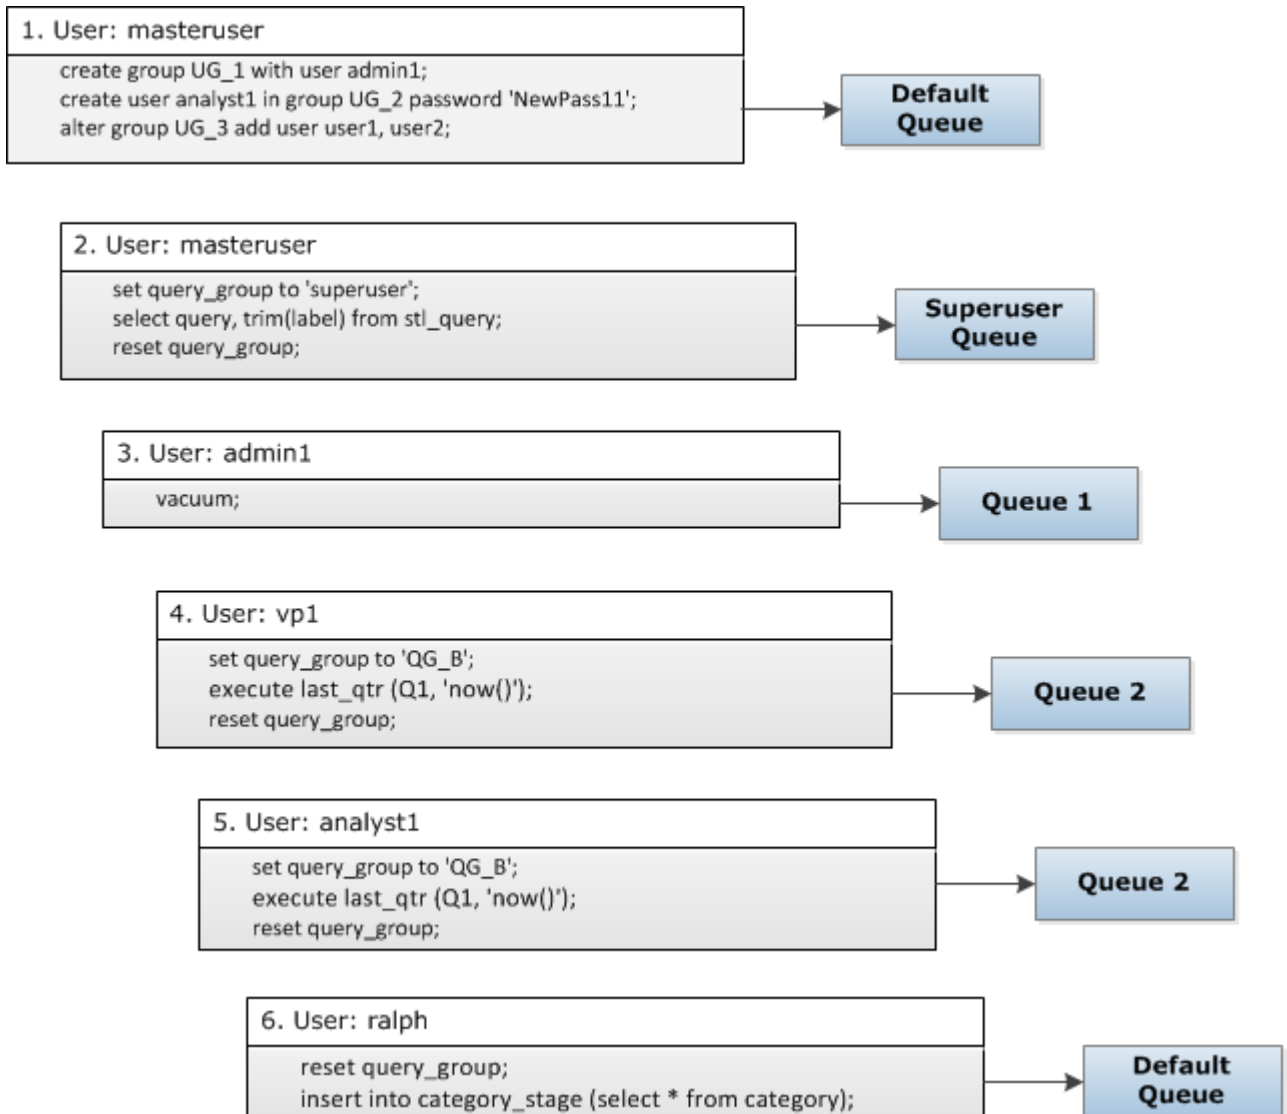 1. User: masteruser
create group UG_1 with user admin1;
create user analyst1 in group UG_2 password 'NewPass11';
alter group UG_3 add user user1, user2;
Default
Queue
2. User: masteruser
set query_group to 'superuser';
select query, trim(label) from stl_query;
reset query_group;
Superuser
Queue
3. User: admin1
vacuum;
Queue 1
4. User: vp1
set query_group to 'QG_B';
execute last_qtr (Q1, 'now()');
reset query_group;
Queue 2
5. User: analyst1
set query_group to 'QG_B';
execute last_qtr (Q1, 'now()');
reset query_group;
Queue 2
6. User: ralph
reset query_group;
insert into category_stage (select * from category);
Default
Queue